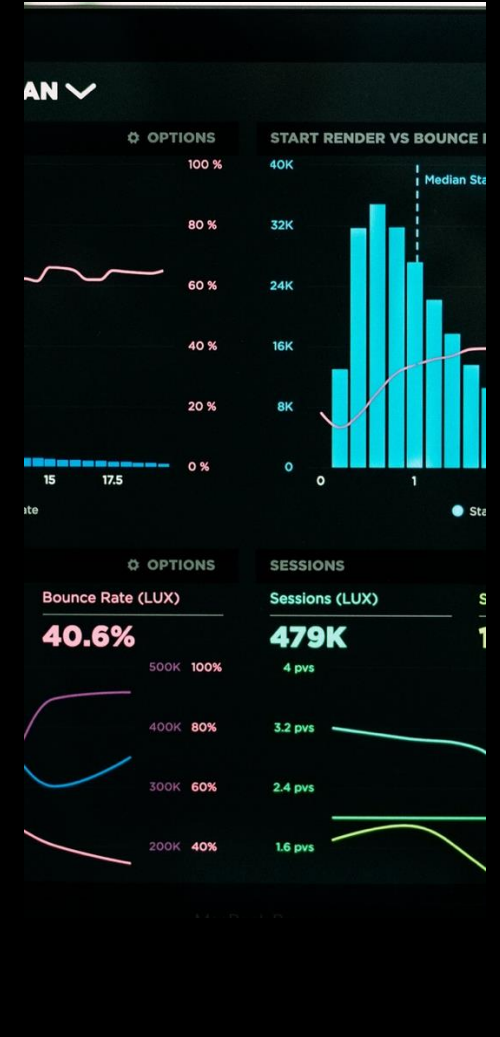 AN
OPTIONS
START RENDER VS BOUNCE
100 %
80 %
60 %
40 %
20 %
0 %
15 17.5
ate
40K
32K
24K
16K
8K
0
Median Sta
0 1
Sta
OPTIONS
Bounce Rate (LUX)
40.6%
500K 100%
400K 80%
300K 60%
200K 40%
SESSIONS
Sessions (LUX) S
479K 1
4 pvs
3.2 pvs
2.4 pvs
1.6 pvs